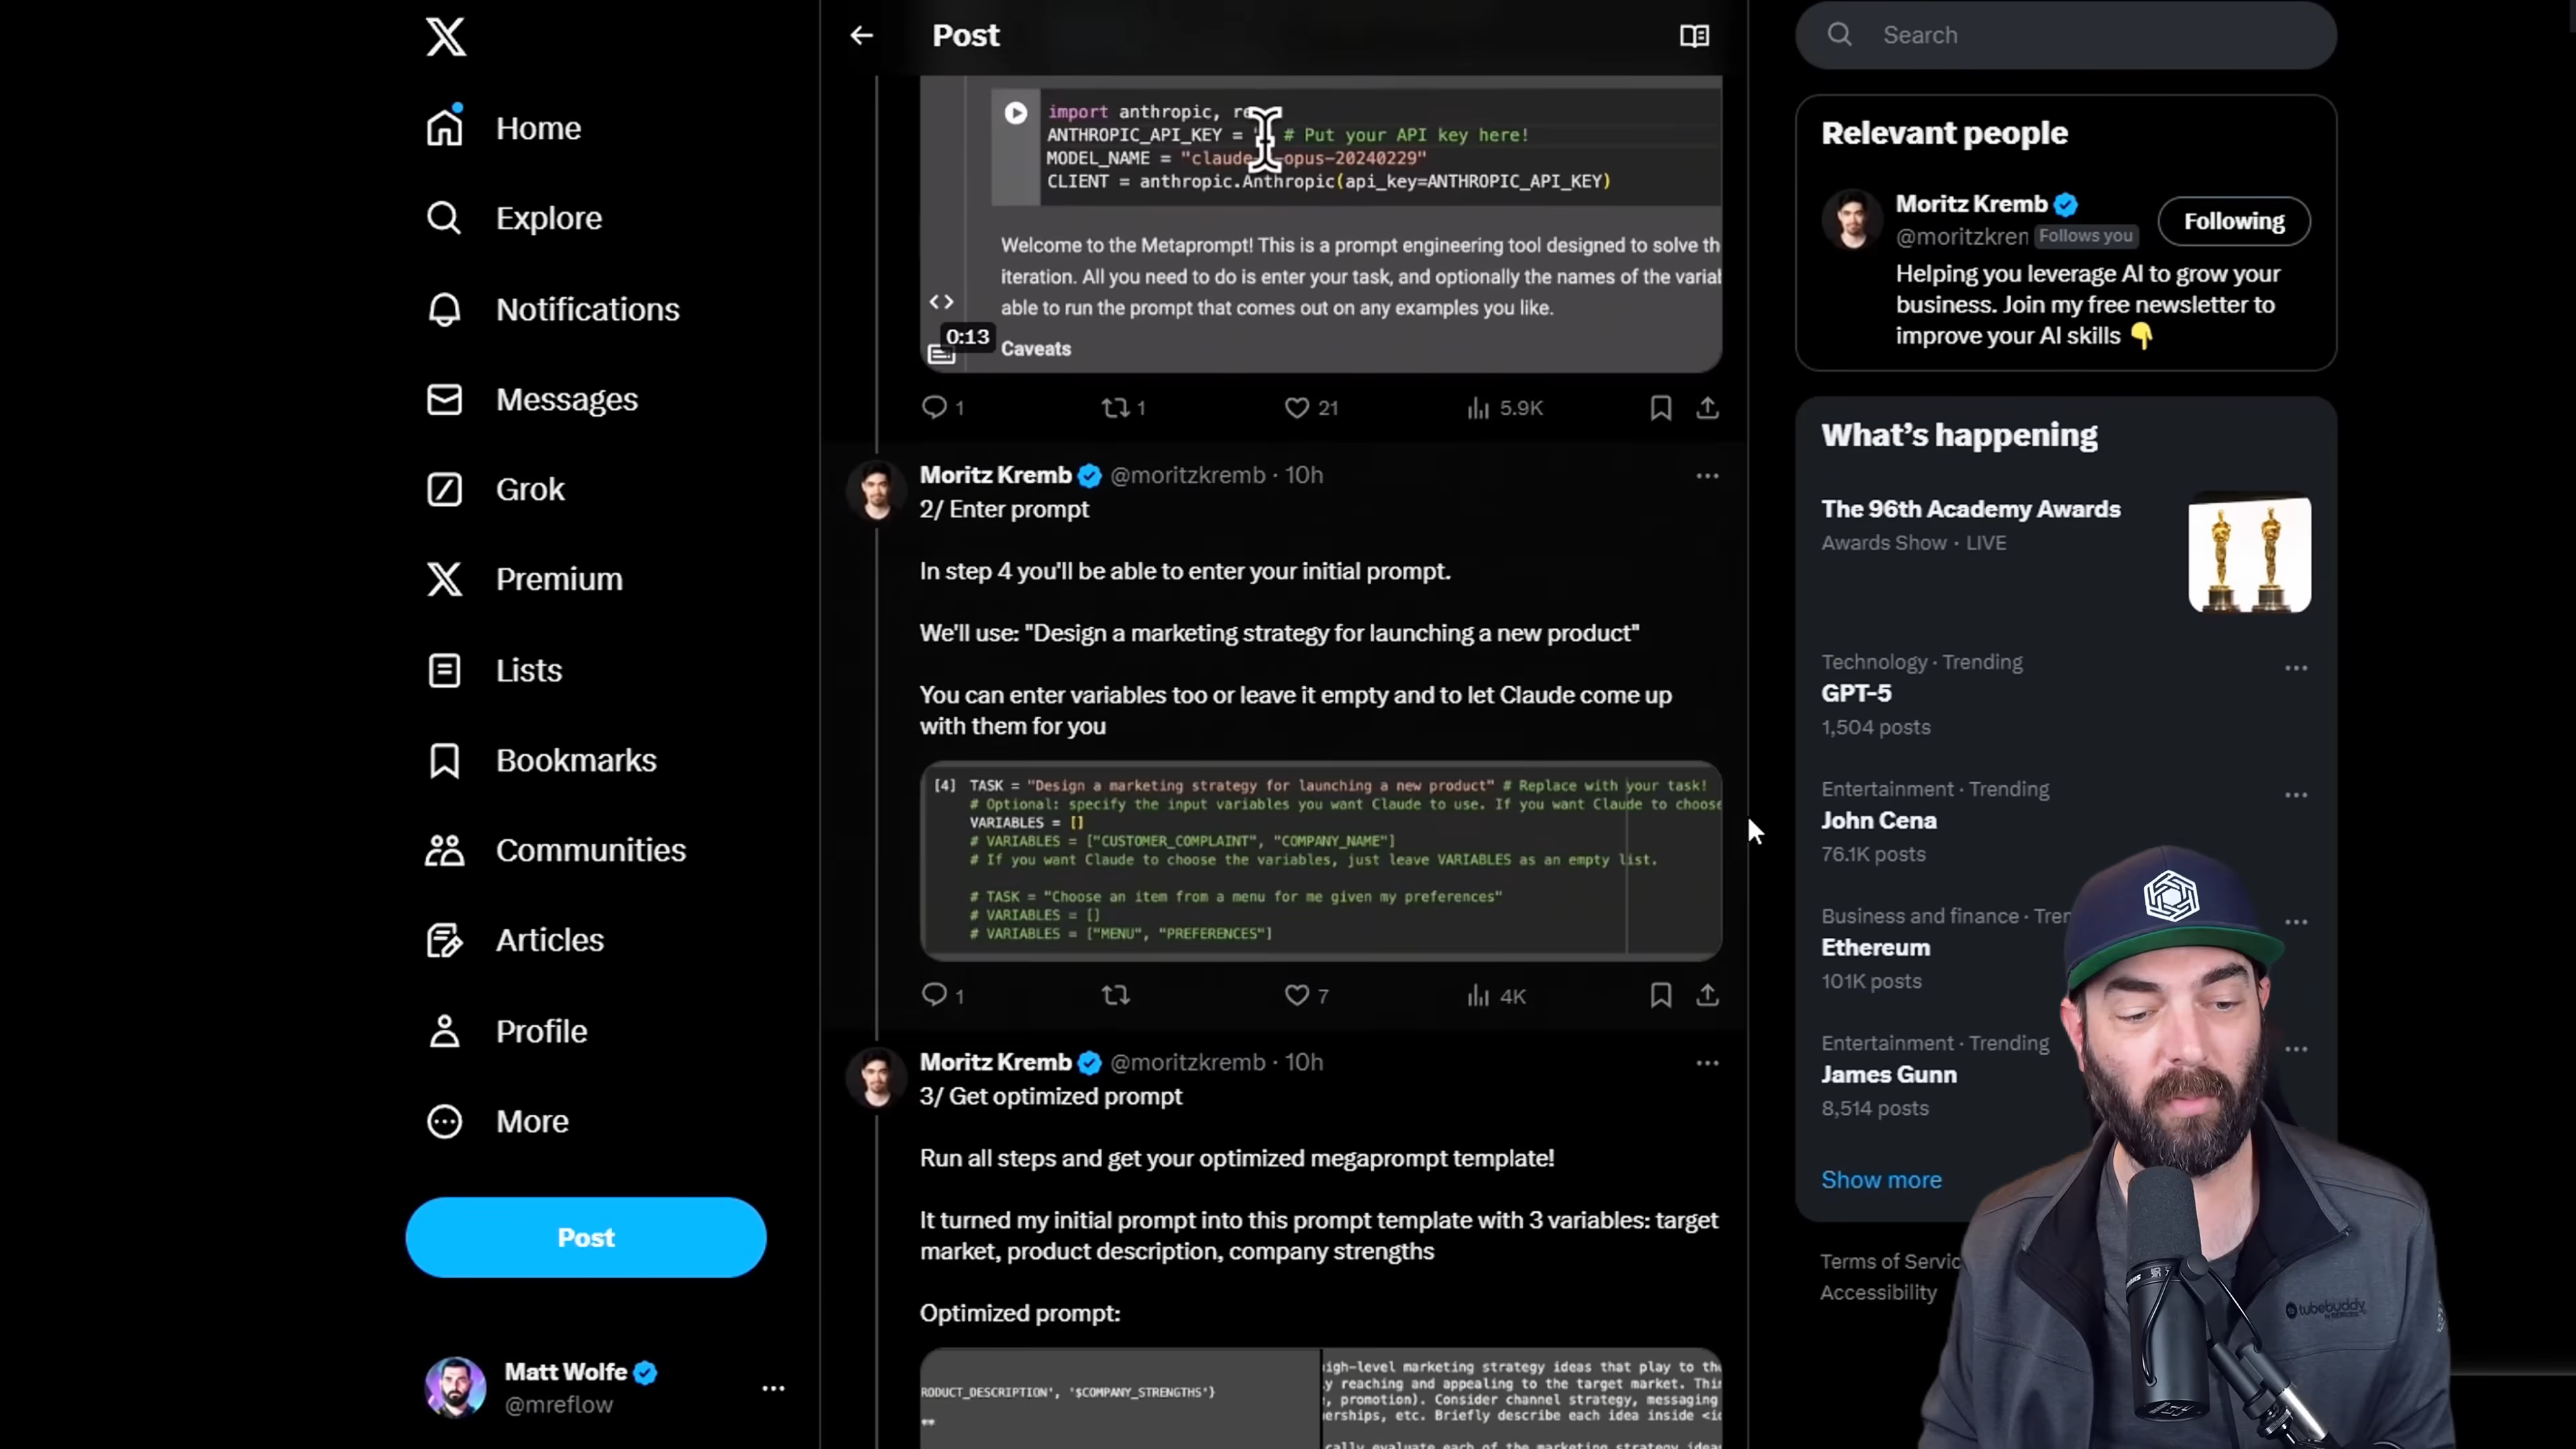 Home
Explore
Notifications
Messages
Grok
Premium
Lists
Bookmarks
Communities
Articles
Profile
More
Post
Matt Wolfe
@mreflow
Post
import anthropic, re
ANTHROPIC_API_KEY = # Put your API key here!
MODEL_NAME = "claude- -opus-20240229"
CLIENT = anthropic.Anthropic(api_key=ANTHROPIC_API_KEY)
Welcome to the Metaprompt! This is a prompt engineering tool designed to solve
iteration. All you need to do is enter your task, and optionally the names of the
able to run the prompt that comes out on any examples you like.
0:13
Caveats
1 1 21 5.9K
Moritz Kremb @moritzkremb · 10h
2/ Enter prompt
In step 4 you'll be able to enter your initial prompt.
We'll use: "Design a marketing strategy for launching a new product"
You can enter variables too or leave it empty and to let Claude come up
with them for you
[4] TASK = "Design a marketing strategy for launching a new product" # Replace with your task!
# Optional: specify the input variables you want Claude to use. If you want Claude to choose
VARIABLES = []
# VARIABLES = ["CUSTOMER_COMPLAINT", "COMPANY_NAME"]
# If you want Claude to choose the variables, just leave VARIABLES as an empty list.
# TASK = "Choose an item from a menu for me given my preferences"
# VARIABLES = []
# VARIABLES = ["MENU", "PREFERENCES"]
1 7 4K
Moritz Kremb @moritzkremb · 10h
3/ Get optimized prompt
Run all steps and get your optimized megaprompt template!
It turned my initial prompt into this prompt template with 3 variables: target
market, product description, company strengths
Optimized prompt:
RODUCT_DESCRIPTION', '$COMPANY_STRENGTHS'}
**
igh-level marketing strategy ideas that play to the
y reaching and appealing to the target market.
, promotion). Consider channel strategy, messaging
erships, etc. Briefly describe each idea inside
cally evaluate each of the marketing strategy
Search
Relevant people
Moritz Kremb
@moritzkren Follows you
Following
Helping you leverage AI to grow your
business. Join my free newsletter to
improve your AI skills 👇
What's happening
The 96th Academy Awards
Awards Show · LIVE
Technology · Trending
GPT-5
1,504 posts
Entertainment · Trending
John Cena
76.1K posts
Business and finance · Tren
Ethereum
101K posts
Entertainment · Trending
James Gunn
8,514 posts
Show more
Terms of Servic
Accessibility
tubebuddy